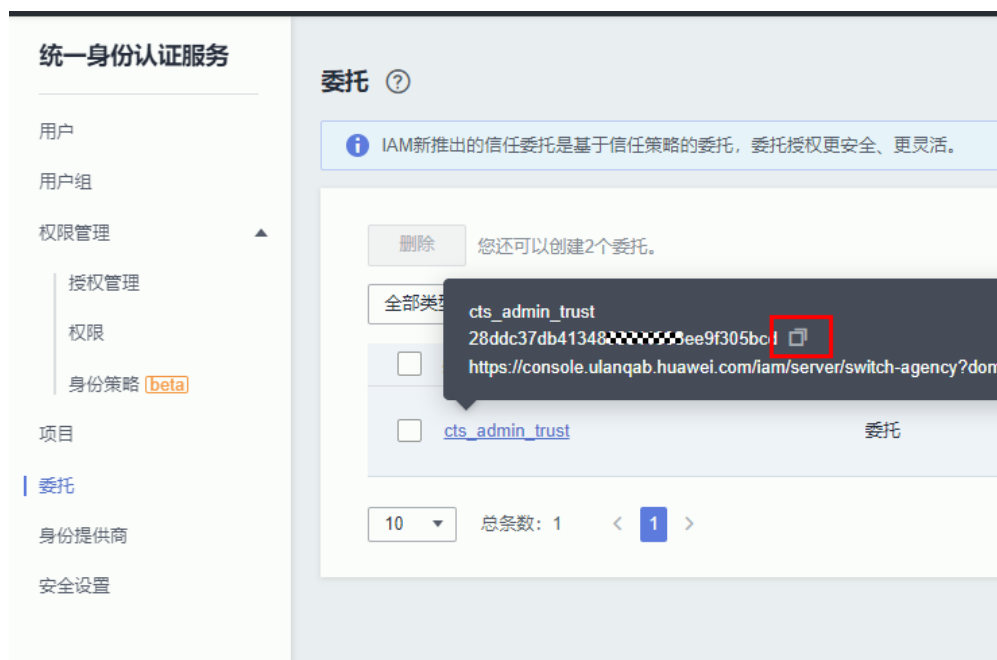 统一身份认证服务
用户
用户组
权限管理
授权管理
权限
身份策略 beta
项目
委托
身份提供商
安全设置
委托
IAM新推出的信任委托是基于信任策略的委托，委托授权更安全、更灵活。
删除 您还可以创建2个委托。
全部类型
cts_admin_trust
28ddc37db41348 ee9f305bcd
https://console.ulanqab.huawei.com/iam/server/switch-agency?dom
cts_admin_trust 委托
10 总条数：1 < 1 >